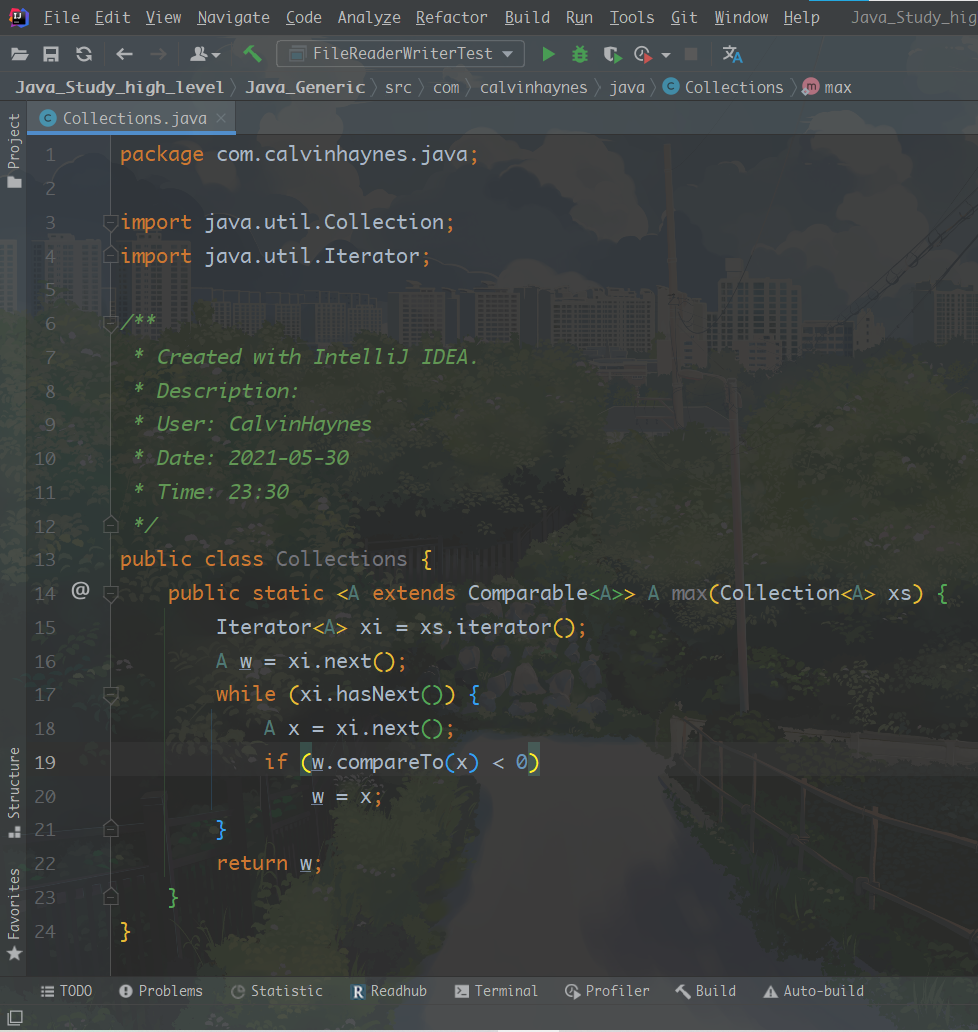 File Edit View Navigate Code Analyze Refactor Build Run Tools Git Window Help Java_Study_hig
FileReaderWriterTest
Java_Study_high_level Java_Generic src com calvinhaynes java Collections max
Collections.java
Project
1 package com.calvinhaynes.java;
2
3 import java.util.Collection;
4 import java.util.Iterator;
5
6 /**
7 * Created with IntelliJ IDEA.
8 * Description:
9 * User: CalvinHaynes
10 * Date: 2021-05-30
11 * Time: 23:30
12 */
13 public class Collections {
14 @ public static <A extends Comparable<A>> A max(Collection<A> xs) {
15 Iterator<A> xi = xs.iterator();
16 A w = xi.next();
17 while (xi.hasNext()) {
18 A x = xi.next();
19 if (w.compareTo(x) < 0)
20 w = x;
21 }
22 return w;
23 }
24 }
Structure
Favorites
TODO Problems Statistic Readhub Terminal Profiler Build Auto-build